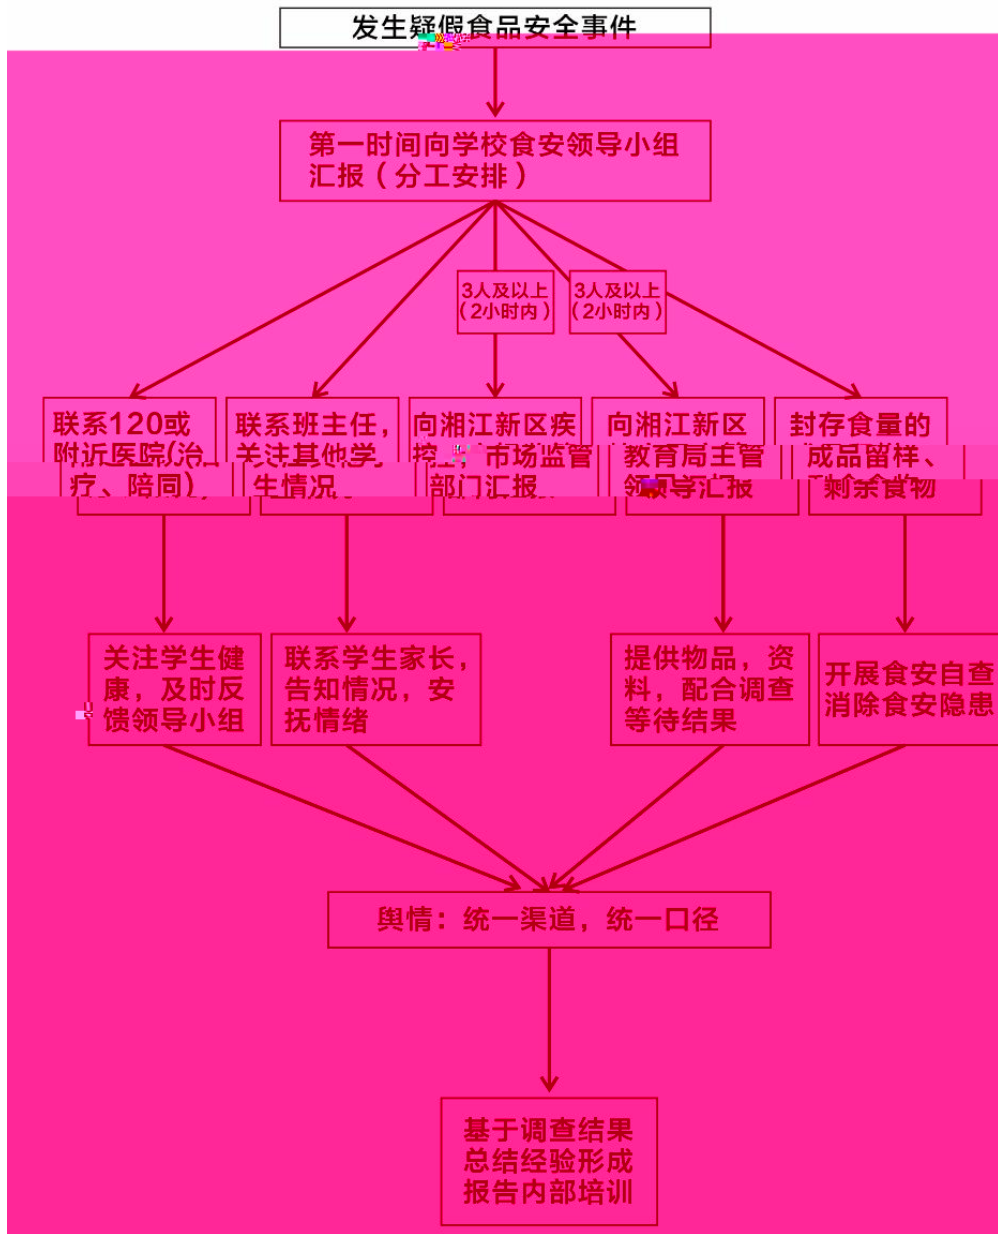 发生疑假食品安全事件
第一时间向学校食安领导小组
汇报（分工安排）
3人及以上
（2小时内）
3人及以上
（2小时内）
联系120或
附近医院(治
疗、陪同)
联系班主任，
关注其他学
生情况
向湘江新区疾
控 市场监管
部门汇报
向湘江新区
教育局主管
领导汇报
封存食量的
成品留样、
剩余食物
关注学生健
康，及时反
馈领导小组
联系学生家长，
告知情况，安
抚情绪
提供物品，资
料，配合调查
等待结果
开展食安自查
消除食安隐患
舆情：统一渠道，统一口径
基于调查结果
总结经验形成
报告内部培训